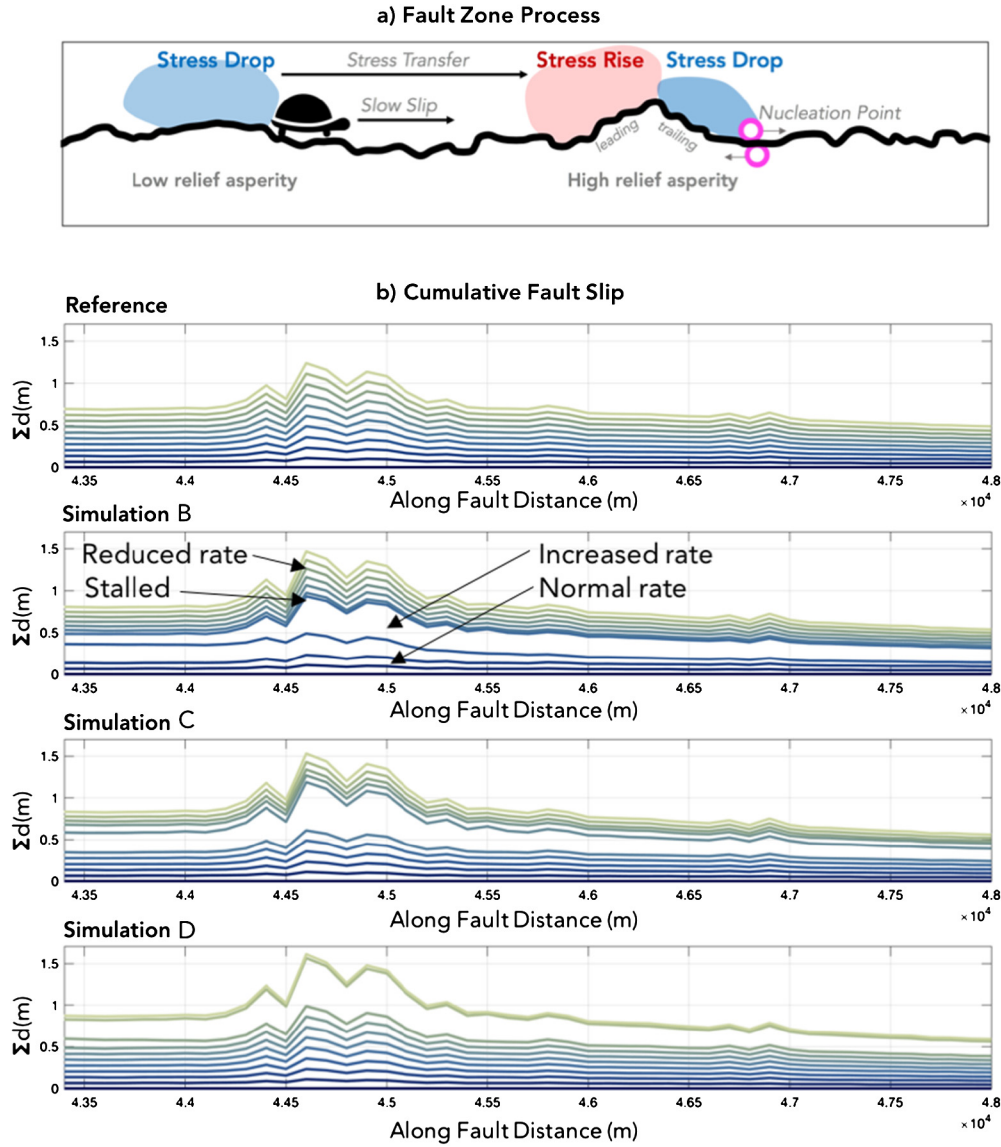 a) Fault Zone Process
Stress Drop
Stress Transfer
Stress Rise
Stress Drop
Slow Slip
Nucleation Point
leading
trailing
Low relief asperity
High relief asperity
b) Cumulative Fault Slip
Reference
Σd(m)
1.5
1
0.5
0
4.35 4.4 4.45 4.5 4.55 4.6 4.65 4.7 4.75 4.8
Along Fault Distance (m)
×10⁴
Simulation B
Σd(m)
1.5
1
0.5
0
Reduced rate
Stalled
Increased rate
Normal rate
4.35 4.4 4.45 4.5 4.55 4.6 4.65 4.7 4.75 4.8
Along Fault Distance (m)
×10⁴
Simulation C
Σd(m)
1.5
1
0.5
0
4.35 4.4 4.45 4.5 4.55 4.6 4.65 4.7 4.75 4.8
Along Fault Distance (m)
×10⁴
Simulation D
Σd(m)
1.5
1
0.5
0
4.35 4.4 4.45 4.5 4.55 4.6 4.65 4.7 4.75 4.8
Along Fault Distance (m)
×10⁴